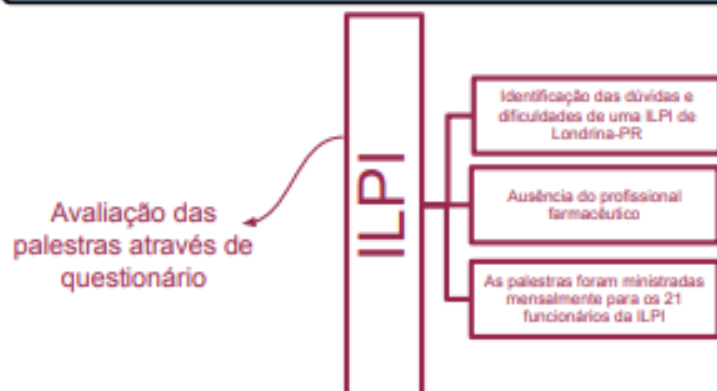 Avaliação das
palestras através de
questionário
ILPI
Identificação das dúvidas e
dificuldades de uma ILPI de
Londrina-PR
Ausência do profissional
farmacêutico
As palestras foram ministradas
mensalmente para os 21
funcionários da ILPI